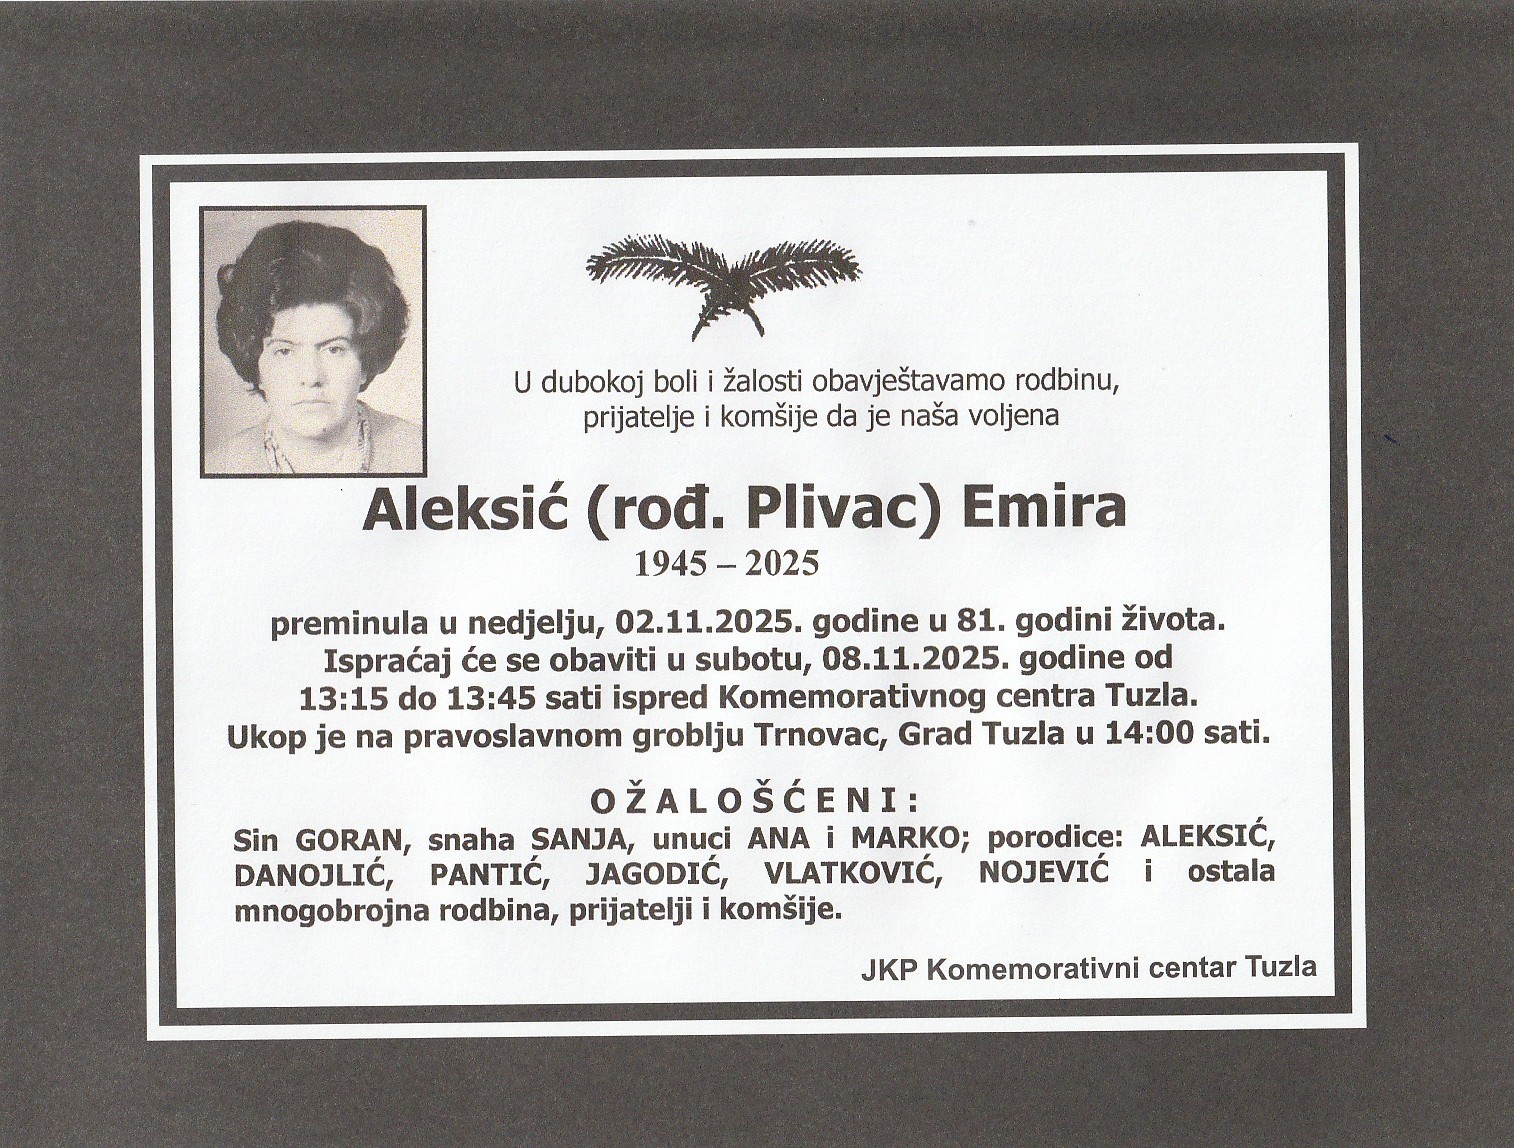 U dubokoj boli i žalosti obavještavamo rodbinu,
prijatelje i komšije da je naša voljena
Aleksić (rođ. Plivac) Emira
1945 – 2025
preminula u nedjelju, 02.11.2025. godine u 81. godini života.
Ispraćaj će se obaviti u subotu, 08.11.2025. godine od
13:15 do 13:45 sati ispred Komemorativnog centra Tuzla.
Ukop je na pravoslavnom groblju Trnovac, Grad Tuzla u 14:00 sati.
OŽALOŠĆENI:
Sin GORAN, snaha SANJA, unuci ANA i MARKO; porodice: ALEKSIĆ,
DANOJLIĆ, PANTIĆ, JAGODIĆ, VLATKOVIĆ, NOJEVIĆ i ostala
mnogobrojna rodbina, prijatelji i komšije.
JKP Komemorativni centar Tuzla